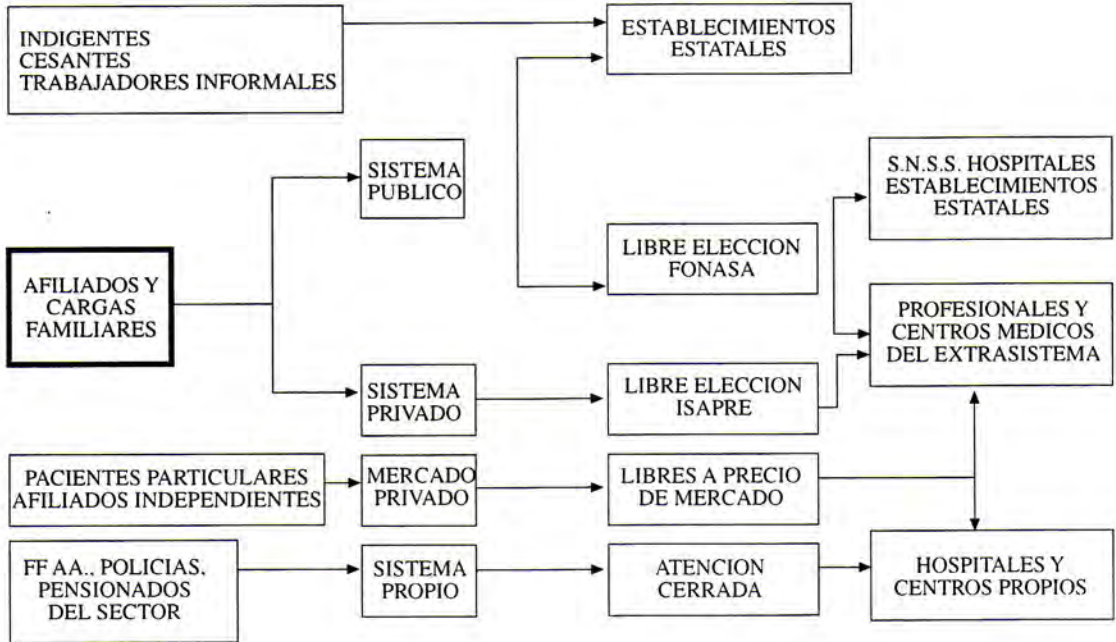 INDIGENTES
CESANTES
TRABAJADORES INFORMALES
ESTABLECIMIENTOS
ESTATALES
SISTEMA
PUBLICO
S.N.S.S. HOSPITALES
ESTABLECIMIENTOS
ESTATALES
AFILIADOS Y
CARGAS
FAMILIARES
LIBRE ELECCION
FONASA
PROFESIONALES Y
CENTROS MEDICOS
DEL EXTRASISTEMA
SISTEMA
PRIVADO
LIBRE ELECCION
ISAPRE
PACIENTES PARTICULARES
AFILIADOS INDEPENDIENTES
MERCADO
PRIVADO
LIBRES A PRECIO
DE MERCADO
FF AA., POLICIAS,
PENSIONADOS
DEL SECTOR
SISTEMA
PROPIO
ATENCION
CERRADA
HOSPITALES Y
CENTROS PROPIOS